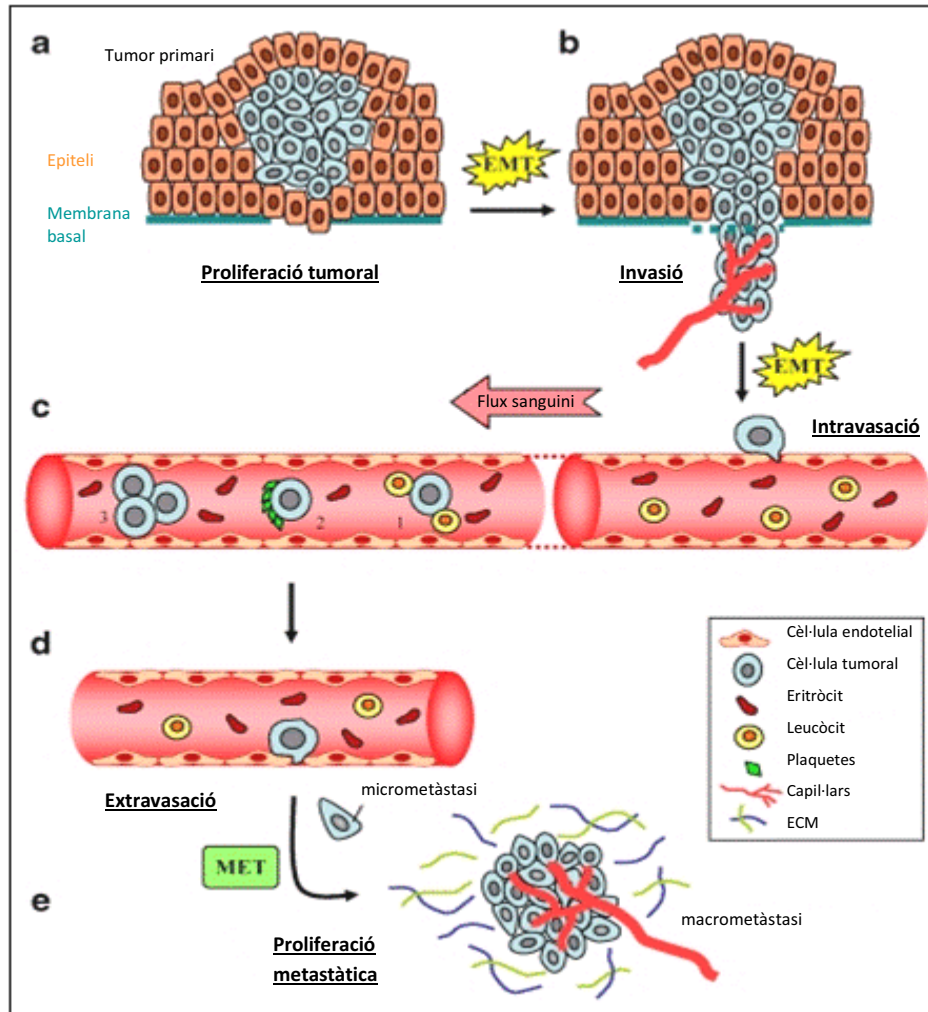 a
Tumor primari
Epiteli
Membrana
basal
Proliferació tumoral
EMT
b
Invasió
EMT
c
Flux sanguini
Intravasació
3
2
1
d
Extravasació
micrometàstasi
MET
e
Proliferació
metastàtica
macrometàstasi
Cèl·lula endotelial
Cèl·lula tumoral
Eritròcit
Leucòcit
Plaquetes
Capil·lars
ECM